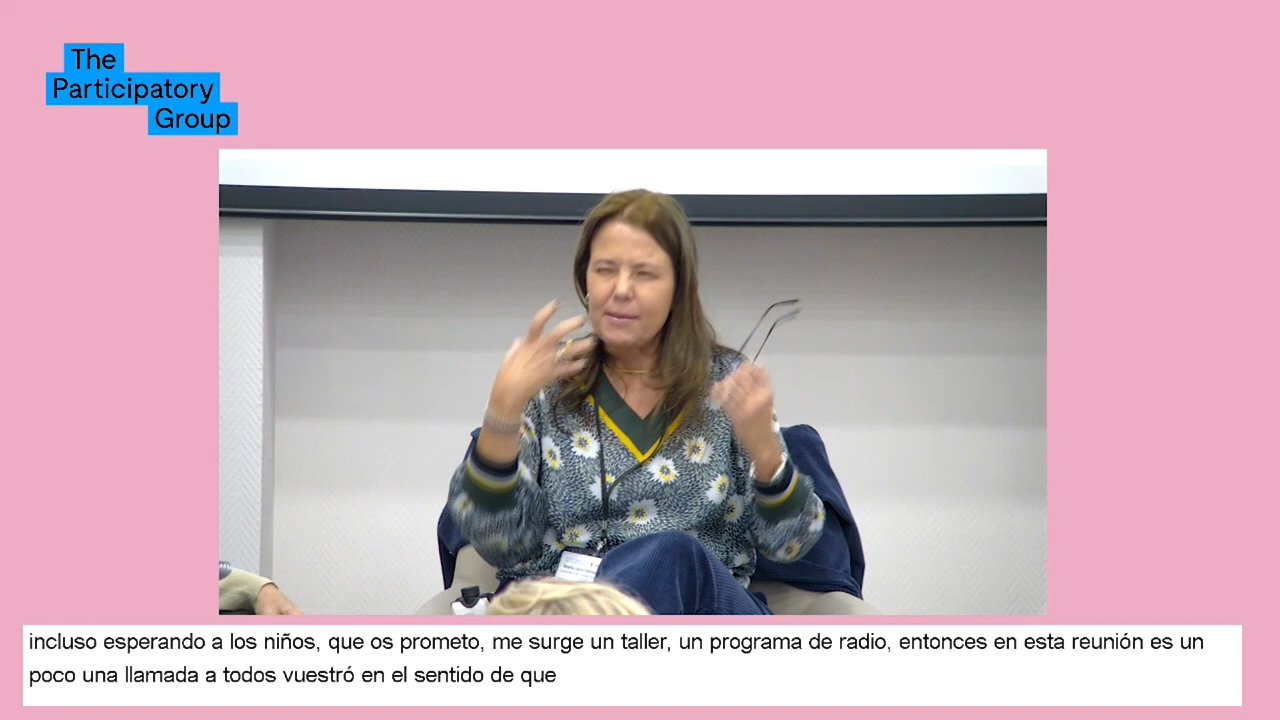 The
Participatory
Group
incluso esperando a los niños, que os prometo, me surge un taller, un programa de radio, entonces en esta reunión es un
poco una llamada a todos vuestró en el sentido de que